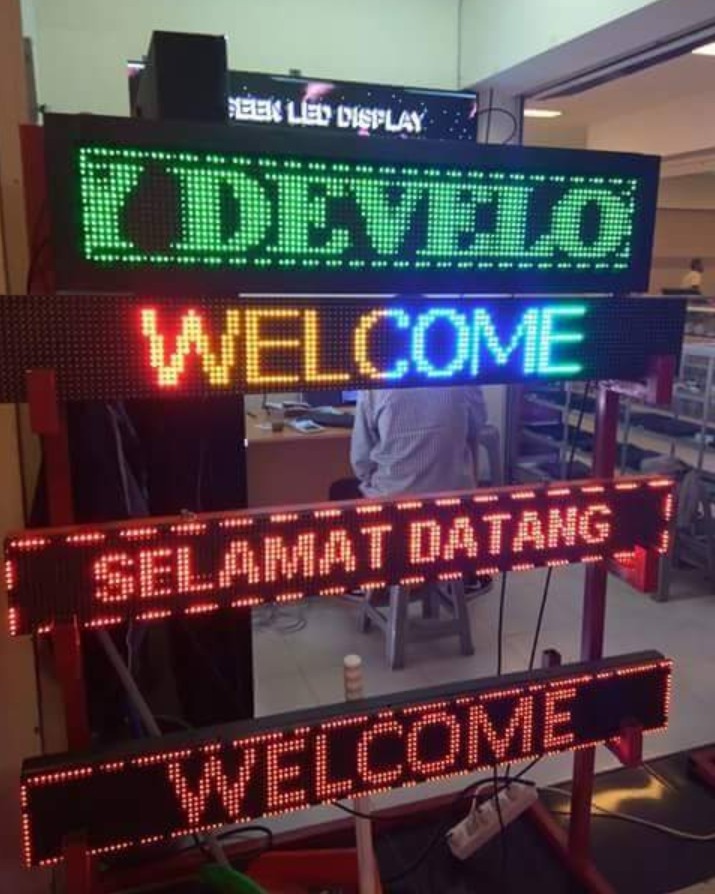 SEEN LED DISPLAY
Y DEVELO
WELCOME
SELAMAT DATANG
WELCOME